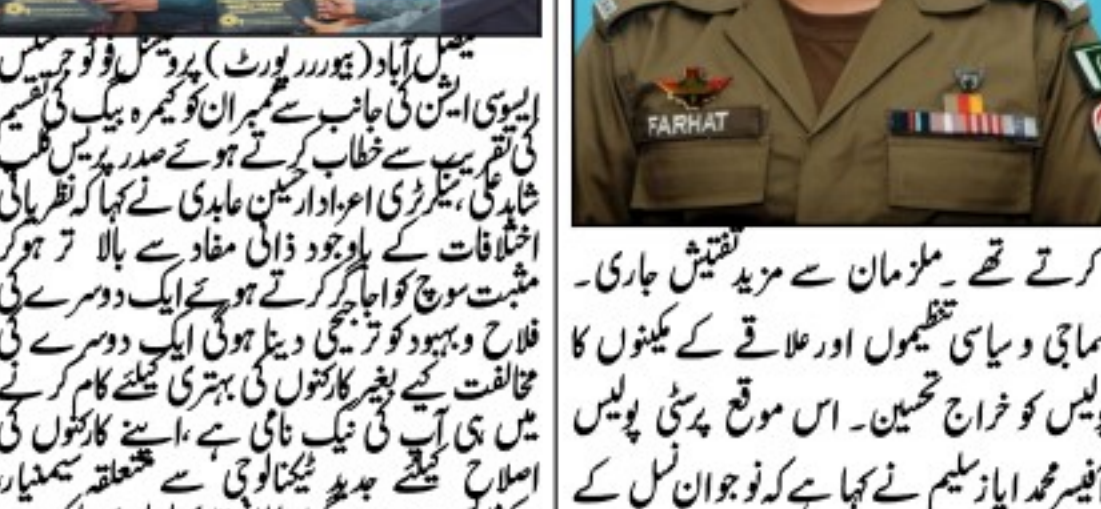 فیصل آباد (بیورر رپورٹ) پروفیشنل فوٹو جرنلسٹس
ایسوسی ایشن کی جانب سے ممبران کو کیمرہ بیگ کی تقسیم
کی تقریب سے خطاب کرتے ہوئے صدر پریس کلب
شاہد علی، سیکرٹری اعزادار حسین عابدی نے کہا کہ نظریاتی
اختلافات کے باوجود ذاتی مفاد سے بالا تر ہو کر
مثبت سوچ کو اجاگر کرتے ہوئے ایک دوسرے کی
فلاح و بہبود کو ترجیحی دینا ہوگی ایک دوسرے کی
مخالفت کیے بغیر کارکنوں کی بہتری کیلئے کام کرنے
میں ہی آپ کی نیک نامی ہے، اپنے کارکنوں کی
اصلاح کیلئے جدید ٹیکنالوجی سے متعلقہ سیمنیار
FARHAT
کرتے تھے ۔ ملزمان سے مزید تفتیش جاری۔
سماجی و سیاسی تنظیموں اور علاقے کے مکینوں کا
پولیس کو خراج تحسین۔ اس موقع پر سٹی پولیس
آفیسر محمد ایاز سلیم نے کہا ہے کہ نوجوان نسل کے